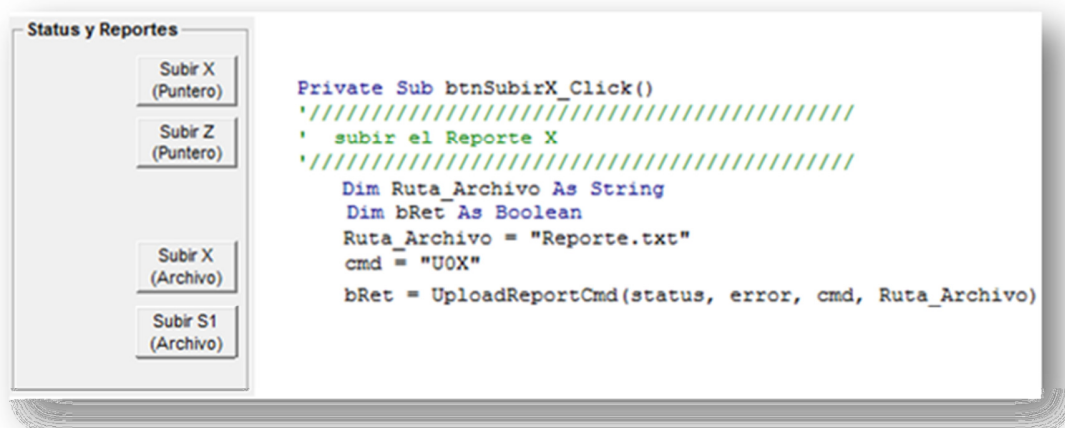 Status y Reportes
Subir X
(Puntero)
Subir Z
(Puntero)
Subir X
(Archivo)
Subir S1
(Archivo)
Private Sub btnSubirX_Click()
'/////////////////////////////////////////////
' subir el Reporte X
'/////////////////////////////////////////////
Dim Ruta_Archivo As String
Dim bRet As Boolean
Ruta_Archivo = "Reporte.txt"
cmd = "U0X"
bRet = UploadReportCmd(status, error, cmd, Ruta_Archivo)